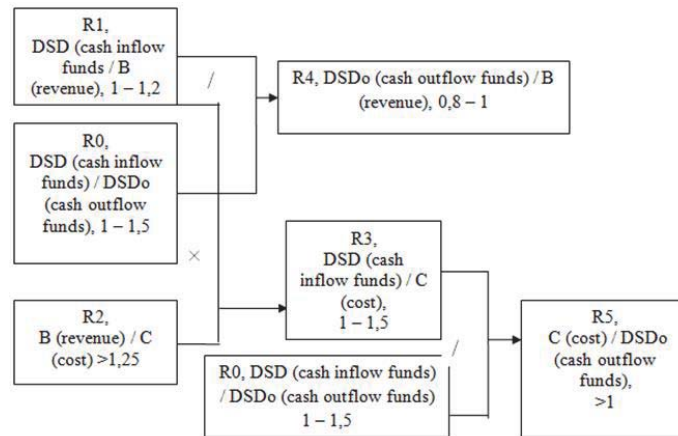 R1,
DSD (cash inflow
funds / B
(revenue), 1 – 1,2
/
R4, DSDo (cash outflow funds) / B
(revenue), 0,8 – 1
R0,
DSD (cash inflow
funds) / DSDo
(cash outflow
funds), 1 – 1,5
×
R3,
DSD (cash
inflow funds) / C
(cost),
1 – 1,5
R2,
B (revenue) / C
(cost) >1,25
/
R0, DSD (cash inflow funds)
/ DSDo (cash outflow funds)
1 – 1,5
R5,
C (cost) / DSDo
(cash outflow
funds),
>1